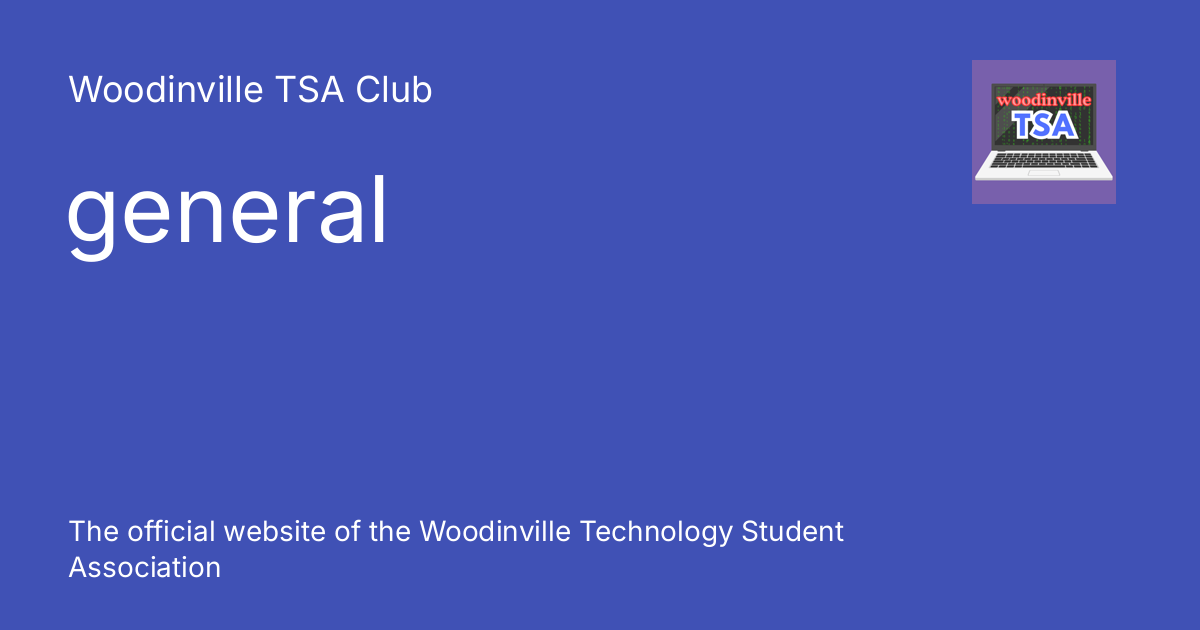 Woodinville TSA Club
woodinville
TSA
general
The official website of the Woodinville Technology Student
Association